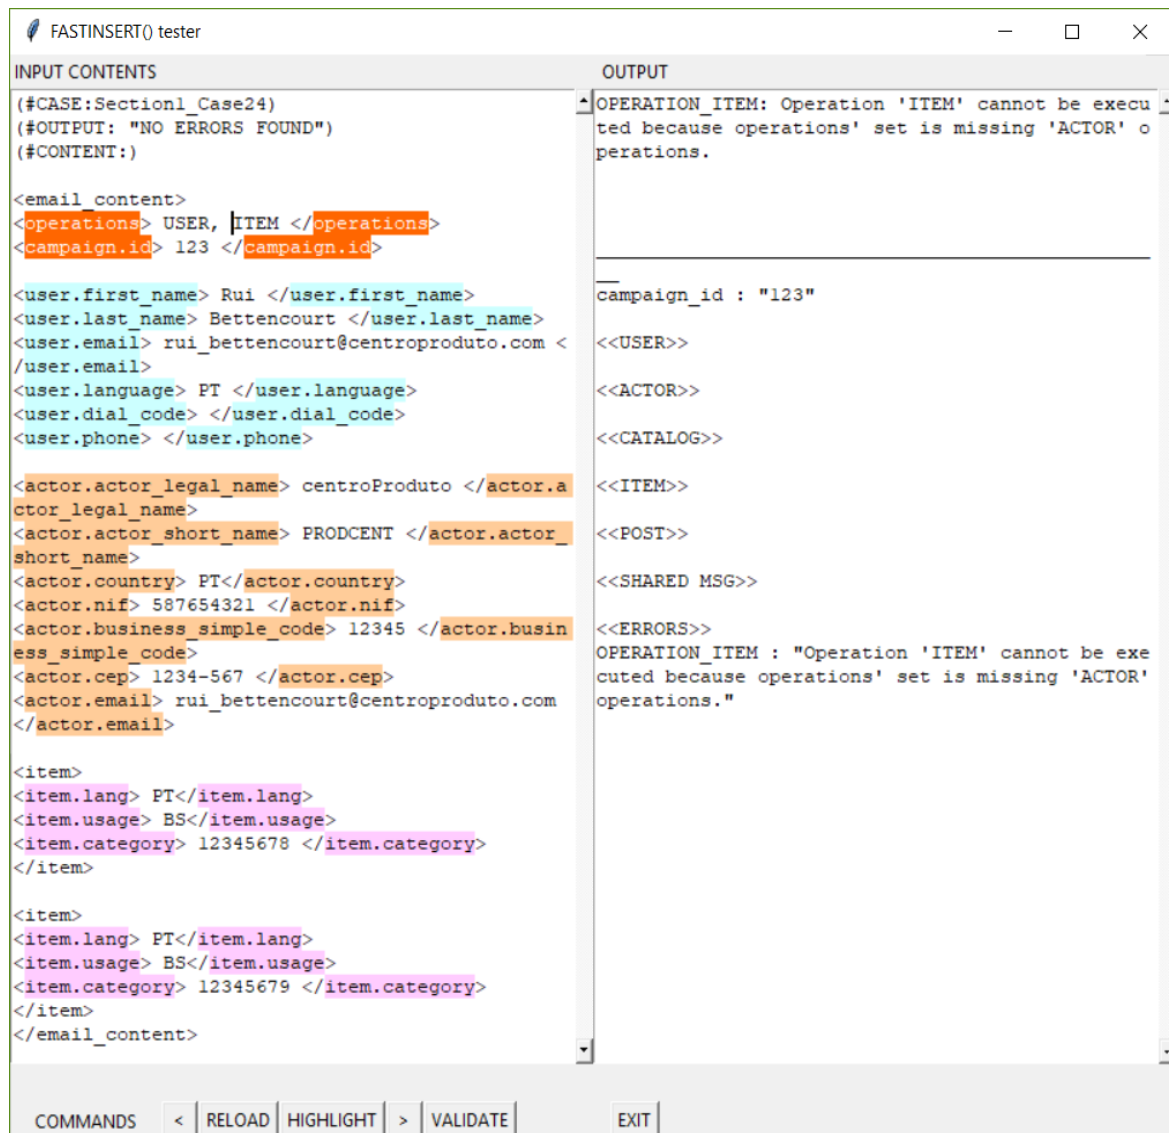 FASTINSERT() tester
INPUT CONTENTS
(#CASE:Section1_Case24)
(#OUTPUT: "NO ERRORS FOUND")
(#CONTENT:)
<email_content>
<operations> USER, ITEM </operations>
<campaign.id> 123 </campaign.id>
<user.first_name> Rui </user.first_name>
<user.last_name> Bettencourt </user.last_name>
<user.email> rui_bettencourt@centroproduto.com <
/user.email>
<user.language> PT </user.language>
<user.dial_code> </user.dial_code>
<user.phone> </user.phone>
<actor.actor_legal_name> centroProduto </actor.a
ctor_legal_name>
<actor.actor_short_name> PRODCENT </actor.actor_
short_name>
<actor.country> PT</actor.country>
<actor.nif> 587654321 </actor.nif>
<actor.business_simple_code> 12345 </actor.busin
ess_simple_code>
<actor.cep> 1234-567 </actor.cep>
<actor.email> rui_bettencourt@centroproduto.com
</actor.email>
<item>
<item.lang> PT</item.lang>
<item.usage> BS</item.usage>
<item.category> 12345678 </item.category>
</item>
<item>
<item.lang> PT</item.lang>
<item.usage> BS</item.usage>
<item.category> 12345679 </item.category>
</item>
</email_content>
OUTPUT
OPERATION_ITEM: Operation 'ITEM' cannot be execu
ted because operations' set is missing 'ACTOR' o
perations.
campaign_id : "123"
<<USER>>
<<ACTOR>>
<<CATALOG>>
<<ITEM>>
<<POST>>
<<SHARED MSG>>
<<ERRORS>>
OPERATION_ITEM : "Operation 'ITEM' cannot be exe
cuted because operations' set is missing 'ACTOR'
operations."
COMMANDS < RELOAD HIGHLIGHT > VALIDATE EXIT